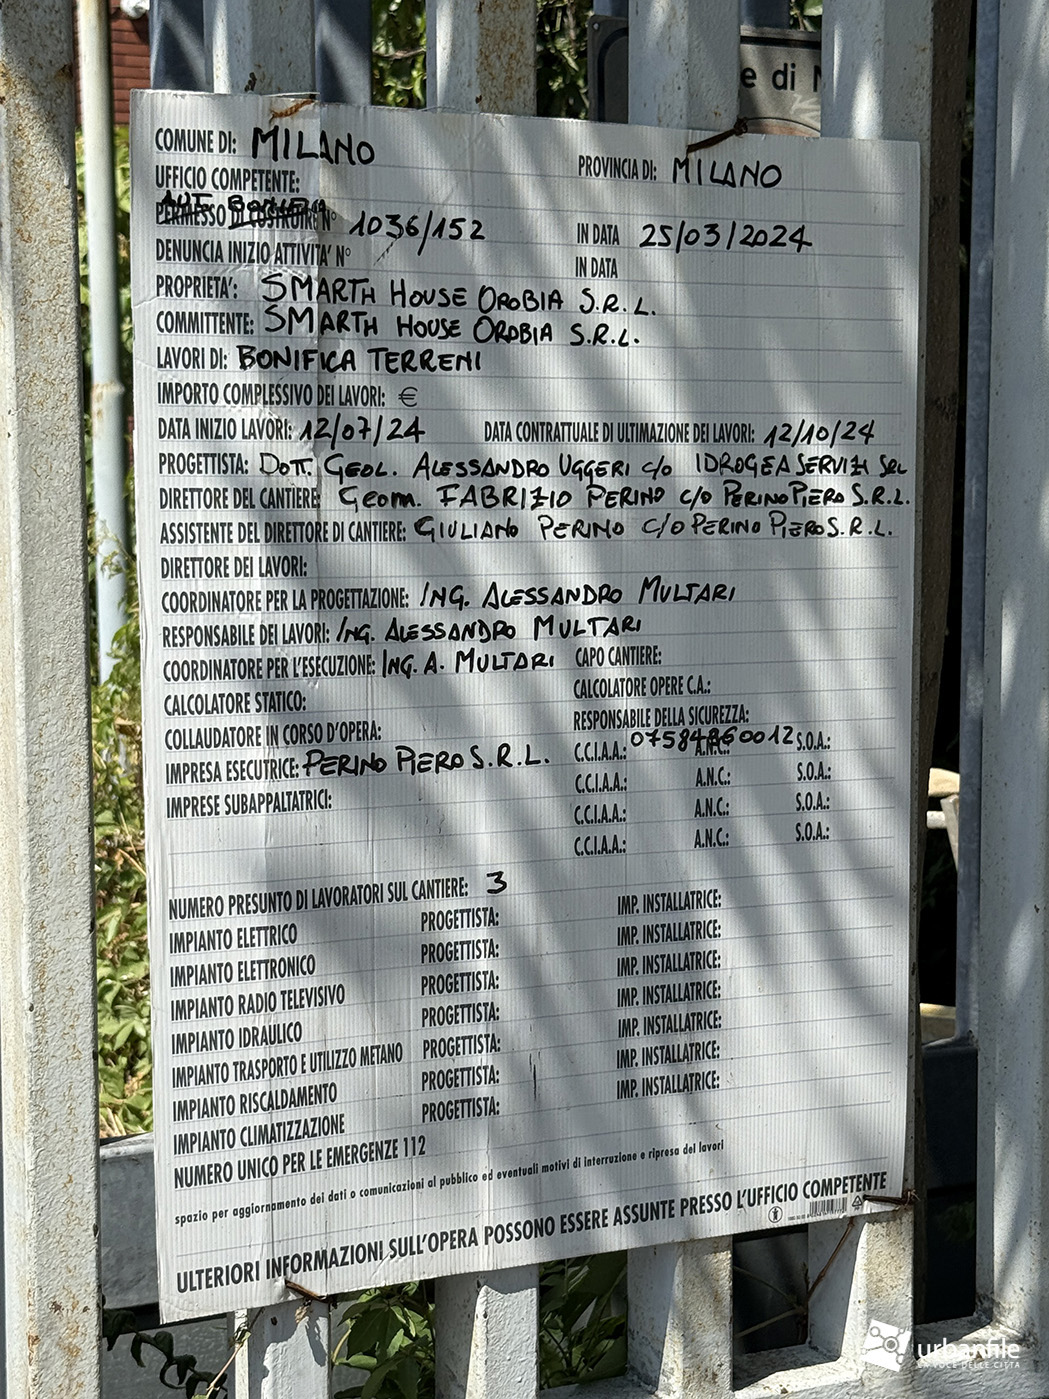 e di
COMUNE DI: MILANO PROVINCIA DI: MILANO
UFFICIO COMPETENTE:
AUT. BONIFICA
PERMESSO DI COSTRUIRE N° 1036/152 IN DATA 25/03/2024
DENUNCIA INIZIO ATTIVITA' N° IN DATA
PROPRIETA': SMARTH HOUSE OROBIA S.R.L.
COMMITTENTE: SMARTH HOUSE OROBIA S.R.L.
LAVORI DI: BONIFICA TERRENI
IMPORTO COMPLESSIVO DEI LAVORI: €
DATA INIZIO LAVORI: 12/07/24 DATA CONTRATTUALE DI ULTIMAZIONE DEI LAVORI: 12/10/24
PROGETTISTA: DOTT. GEOL. ALESSANDRO UGGERI c/o IDROGEA SERVIZI SRL
DIRETTORE DEL CANTIERE: Geom. FABRIZIO PERINO c/o PERINO PIERO S.R.L.
ASSISTENTE DEL DIRETTORE DI CANTIERE: GIULIANO PERINO c/o PERINO PIERO S.R.L.
DIRETTORE DEI LAVORI:
COORDINATORE PER LA PROGETTAZIONE: ING. ALESSANDRO MULTARI
RESPONSABILE DEI LAVORI: ING. ALESSANDRO MULTARI
COORDINATORE PER L'ESECUZIONE: ING. A. MULTARI CAPO CANTIERE:
CALCOLATORE STATICO: CALCOLATORE OPERE C.A.:
COLLAUDATORE IN CORSO D'OPERA: RESPONSABILE DELLA SICUREZZA:
IMPRESA ESECUTRICE: PERINO PIERO S.R.L. C.C.I.A.A.: 07584860012 A.N.C.: S.O.A.:
IMPRESE SUBAPPALTATRICI: C.C.I.A.A.: A.N.C.: S.O.A.:
C.C.I.A.A.: A.N.C.: S.O.A.:
C.C.I.A.A.: A.N.C.: S.O.A.:
NUMERO PRESUNTO DI LAVORATORI SUL CANTIERE: 3
IMPIANTO ELETTRICO PROGETTISTA: IMP. INSTALLATRICE:
IMPIANTO ELETTRONICO PROGETTISTA: IMP. INSTALLATRICE:
IMPIANTO RADIO TELEVISIVO PROGETTISTA: IMP. INSTALLATRICE:
IMPIANTO IDRAULICO PROGETTISTA: IMP. INSTALLATRICE:
IMPIANTO TRASPORTO E UTILIZZO METANO PROGETTISTA: IMP. INSTALLATRICE:
IMPIANTO RISCALDAMENTO PROGETTISTA: IMP. INSTALLATRICE:
IMPIANTO CLIMATIZZAZIONE PROGETTISTA: IMP. INSTALLATRICE:
NUMERO UNICO PER LE EMERGENZE 112
spazio per aggiornamento dei dati o comunicazioni al pubblico ed eventuali motivi di interruzione e ripresa dei lavori
ULTERIORI INFORMAZIONI SULL'OPERA POSSONO ESSERE ASSUNTE PRESSO L'UFFICIO COMPETENTE
urbanfile
LA VOCE DELLE CITTÀ